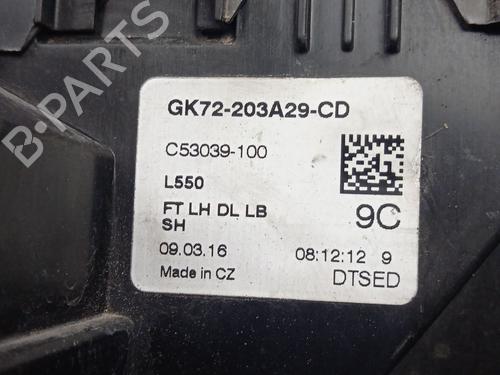 GK72-203A29-CD
C53039-100
L550
FT LH DL LB 9C
SH
09.03.16 08:12:12 9
Made in CZ DTSED
B-PARTS